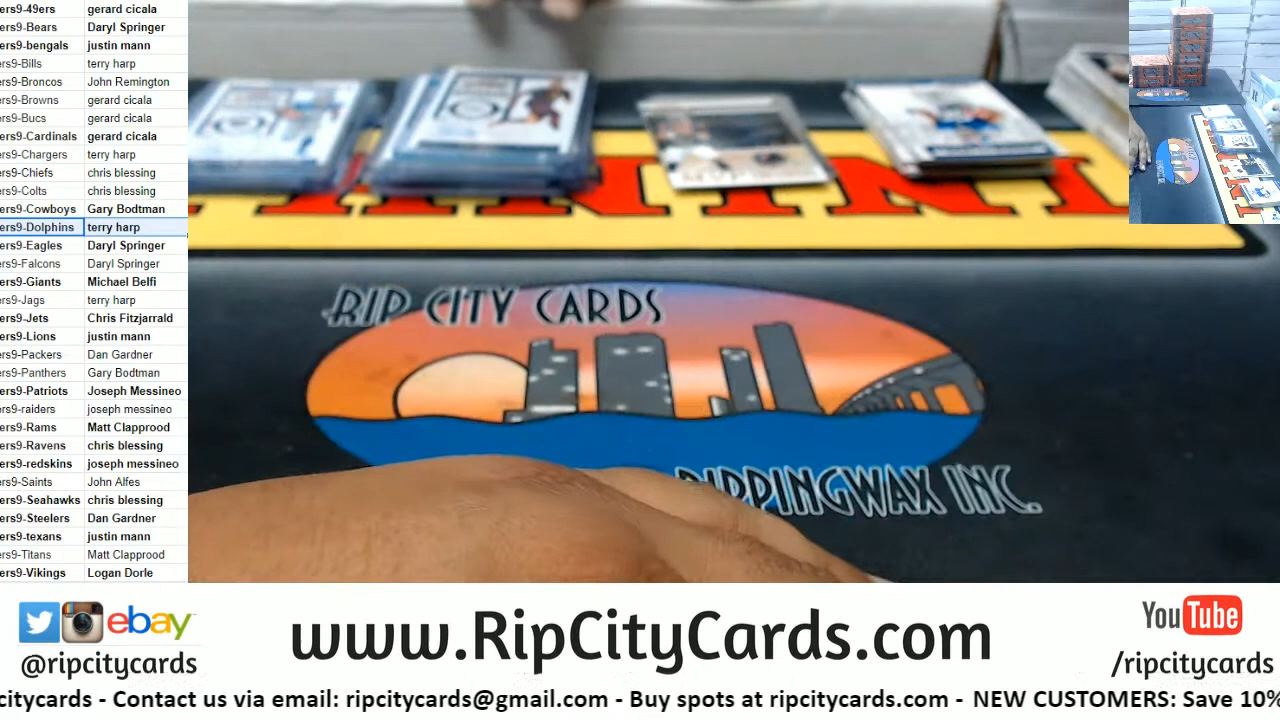 ers9-49ers gerard cicala
ers9-Bears Daryl Springer
ers9-bengals justin mann
ers9-Bills terry harp
ers9-Broncos John Remington
ers9-Browns gerard cicala
ers9-Bucs gerard cicala
ers9-Cardinals gerard cicala
ers9-Chargers terry harp
ers9-Chiefs chris blessing
ers9-Colts chris blessing
ers9-Cowboys Gary Bodtman
ers9-Dolphins terry harp
ers9-Eagles Daryl Springer
ers9-Falcons Daryl Springer
ers9-Giants Michael Belfi
ers9-Jags terry harp
ers9-Jets Chris Fitzjarrald
ers9-Lions justin mann
ers9-Packers Dan Gardner
ers9-Panthers Gary Bodtman
ers9-Patriots Joseph Messineo
ers9-raiders joseph messineo
ers9-Rams Matt Clapprood
ers9-Ravens chris blessing
ers9-redskins joseph messineo
ers9-Saints John Alfes
ers9-Seahawks chris blessing
ers9-Steelers Dan Gardner
ers9-texans justin mann
ers9-Titans Matt Clapprood
ers9-Vikings Logan Dorle
RIP CITY CARDS
RIPPINGWAX INC.
ebay
@ripcitycards
www.RipCityCards.com
YouTube
/ripcitycards
citycards - Contact us via email: ripcitycards@gmail.com - Buy spots at ripcitycards.com - NEW CUSTOMERS: Save 10%